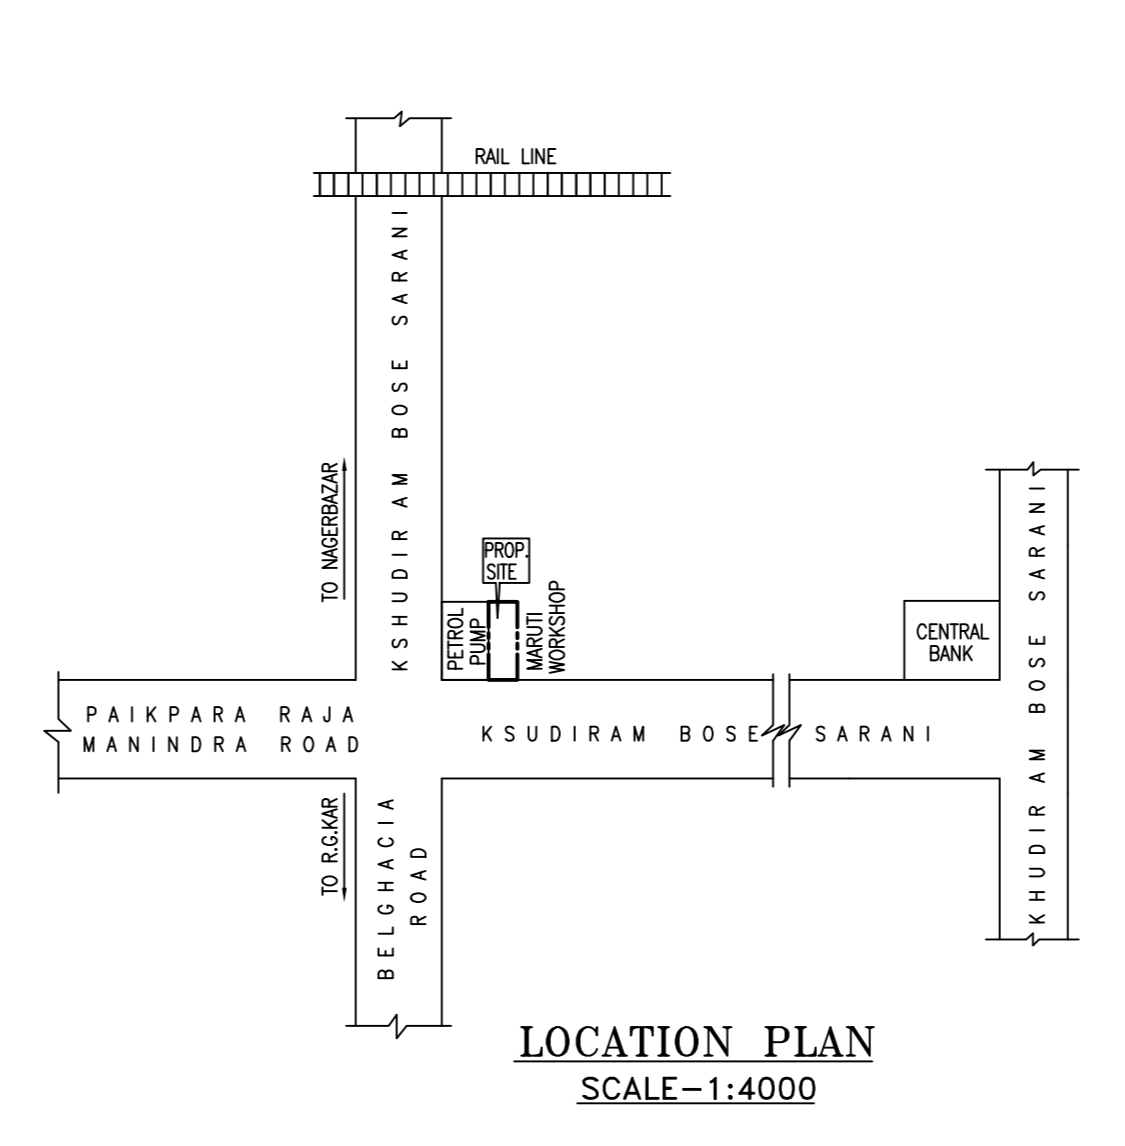 RAIL LINE
KSHUDIRAM BOSE SARANI
TO NAGERBAZAR
PROP.
SITE
PETROL
PUMP
MARUTI
WORKSHOP
CENTRAL
BANK
KHUDIRAM BOSE SARANI
PAIKPARA RAJA
MANINDRA ROAD
KSUDIRAM BOSE SARANI
TO R.G.KAR
BELGHACIA
ROAD
LOCATION PLAN
SCALE-1:4000